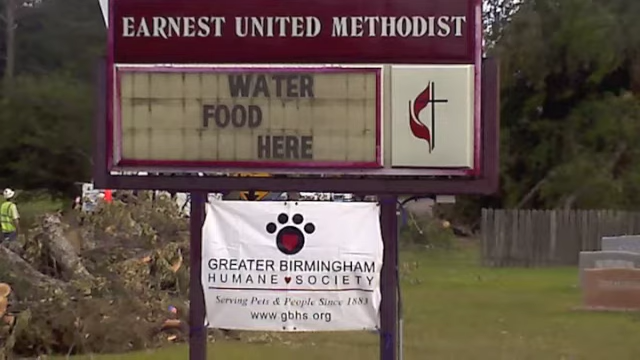 EARNEST UNITED METHODIST
WATER
FOOD
HERE
GREATER BIRMINGHAM
HUMANE SOCIETY
Serving Pets & People Since 1883
www.gbhs.org